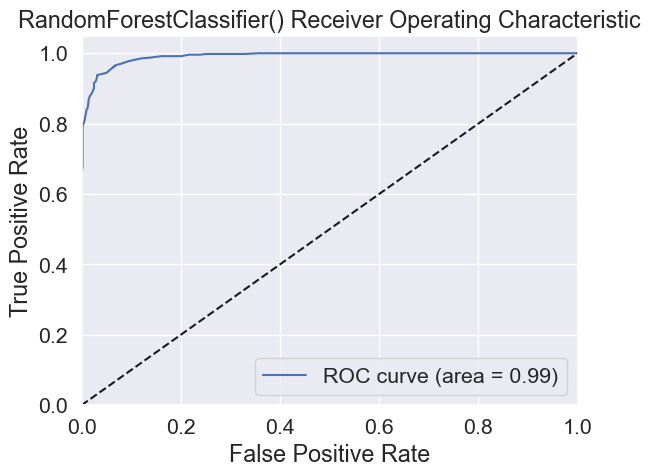 RandomForestClassifier() Receiver Operating Characteristic
1.0
0.8
0.6
0.4
0.2
0.0
True Positive Rate
ROC curve (area = 0.99)
0.0 0.2 0.4 0.6 0.8 1.0
False Positive Rate